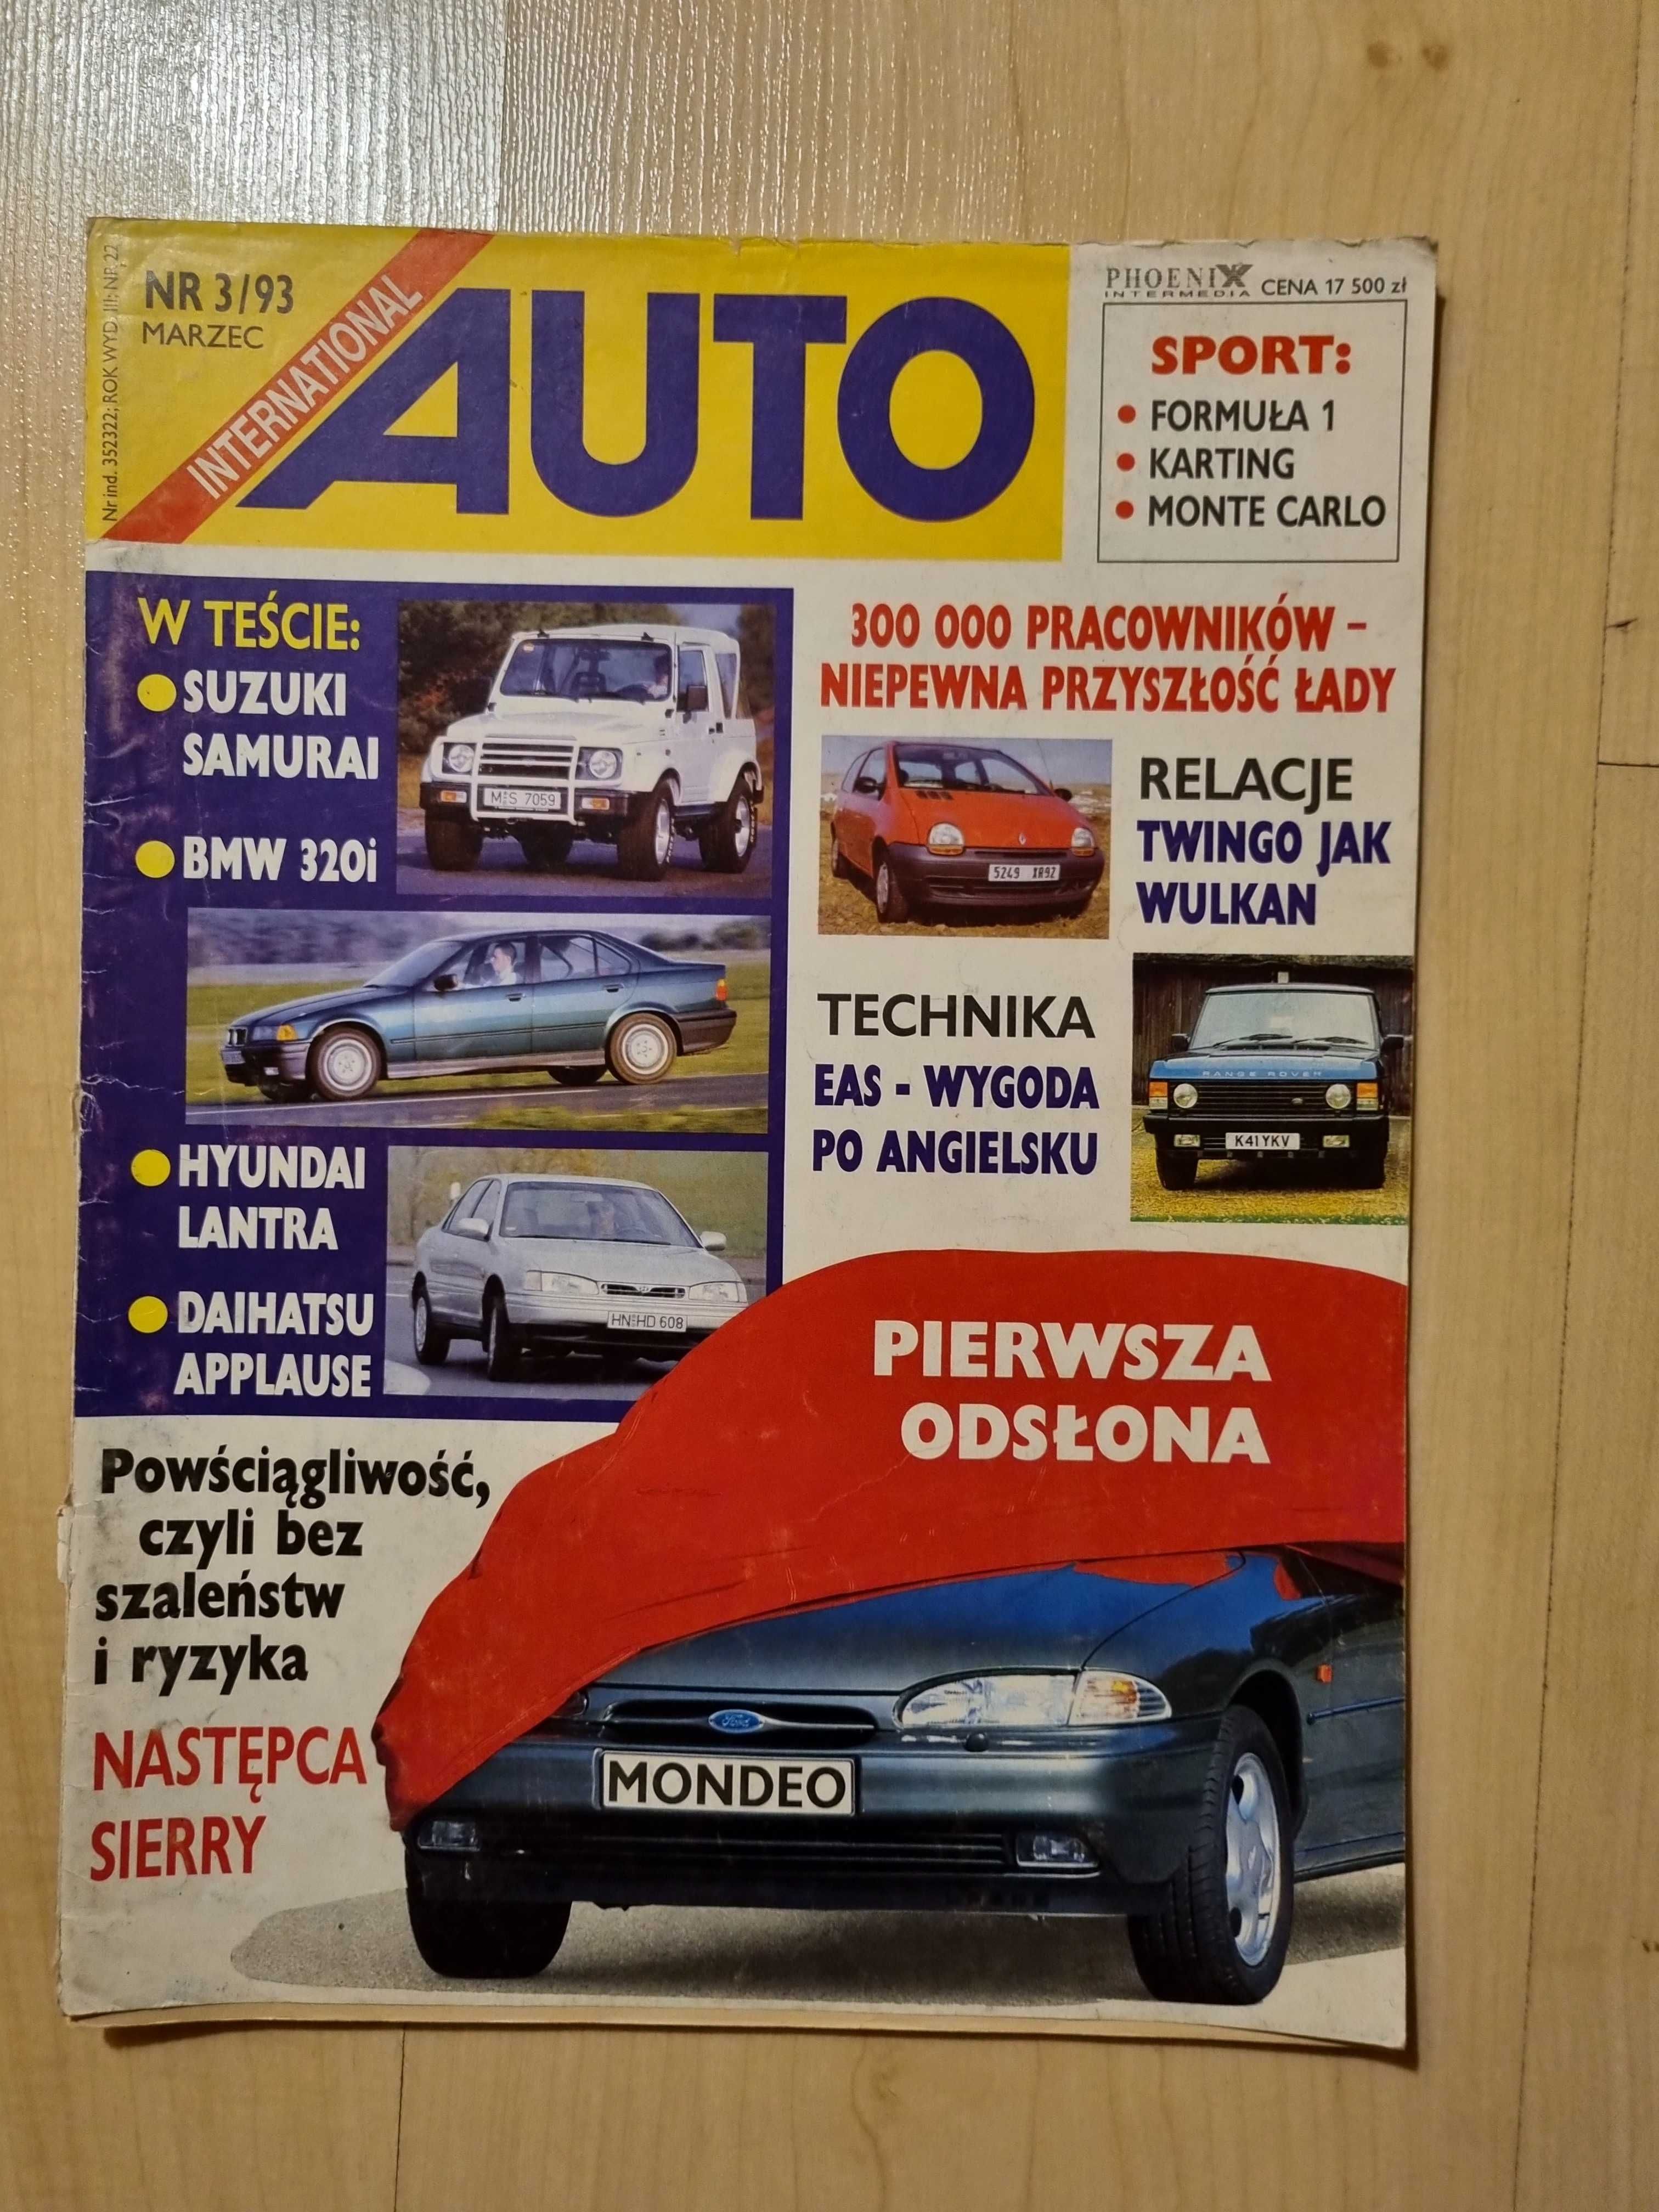 Nr ind. 352322; ROK WYD. III; NR 22
NR 3/93
MARZEC
INTERNATIONAL
AUTO
PHOENIX
INTERMEDIA
CENA 17 500 zł
SPORT:
• FORMUŁA 1
• KARTING
• MONTE CARLO
W TEŚCIE:
SUZUKI
SAMURAI
M S 7059
BMW 320i
HYUNDAI
LANTRA
HN HD 608
DAIHATSU
APPLAUSE
300 000 PRACOWNIKÓW –
NIEPEWNA PRZYSZŁOŚĆ ŁADY
5249 XR92
RELACJE
TWINGO JAK
WULKAN
TECHNIKA
EAS - WYGODA
PO ANGIELSKU
RANGE ROVER
K41 YKV
PIERWSZA
ODSŁONA
Powściągliwość,
czyli bez
szaleństw
i ryzyka
NASTĘPCA
SIERRY
Ford
MONDEO